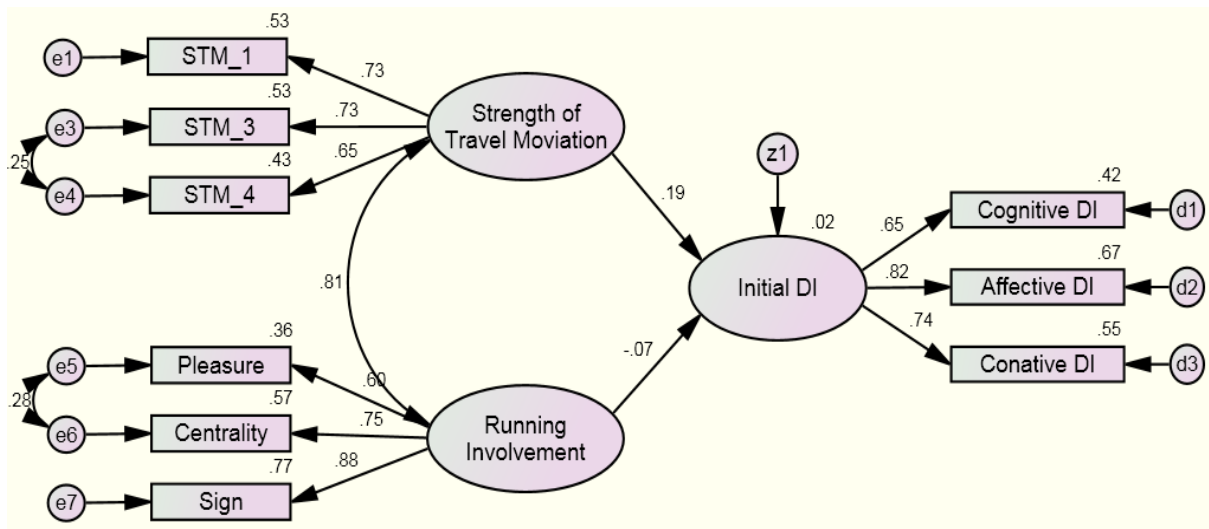 .53
e1
STM_1
.73
.53
e3
STM_3
.73
Strength of
Travel Moviation
.25
.43
e4
STM_4
.65
z1
.19
.02
.42
Cognitive DI
d1
.65
.81
Initial DI
.82
.67
Affective DI
d2
.74
.55
Conative DI
d3
-.07
.36
e5
Pleasure
.60
.28
.57
e6
Centrality
.75
Running
Involvement
.77
e7
Sign
.88